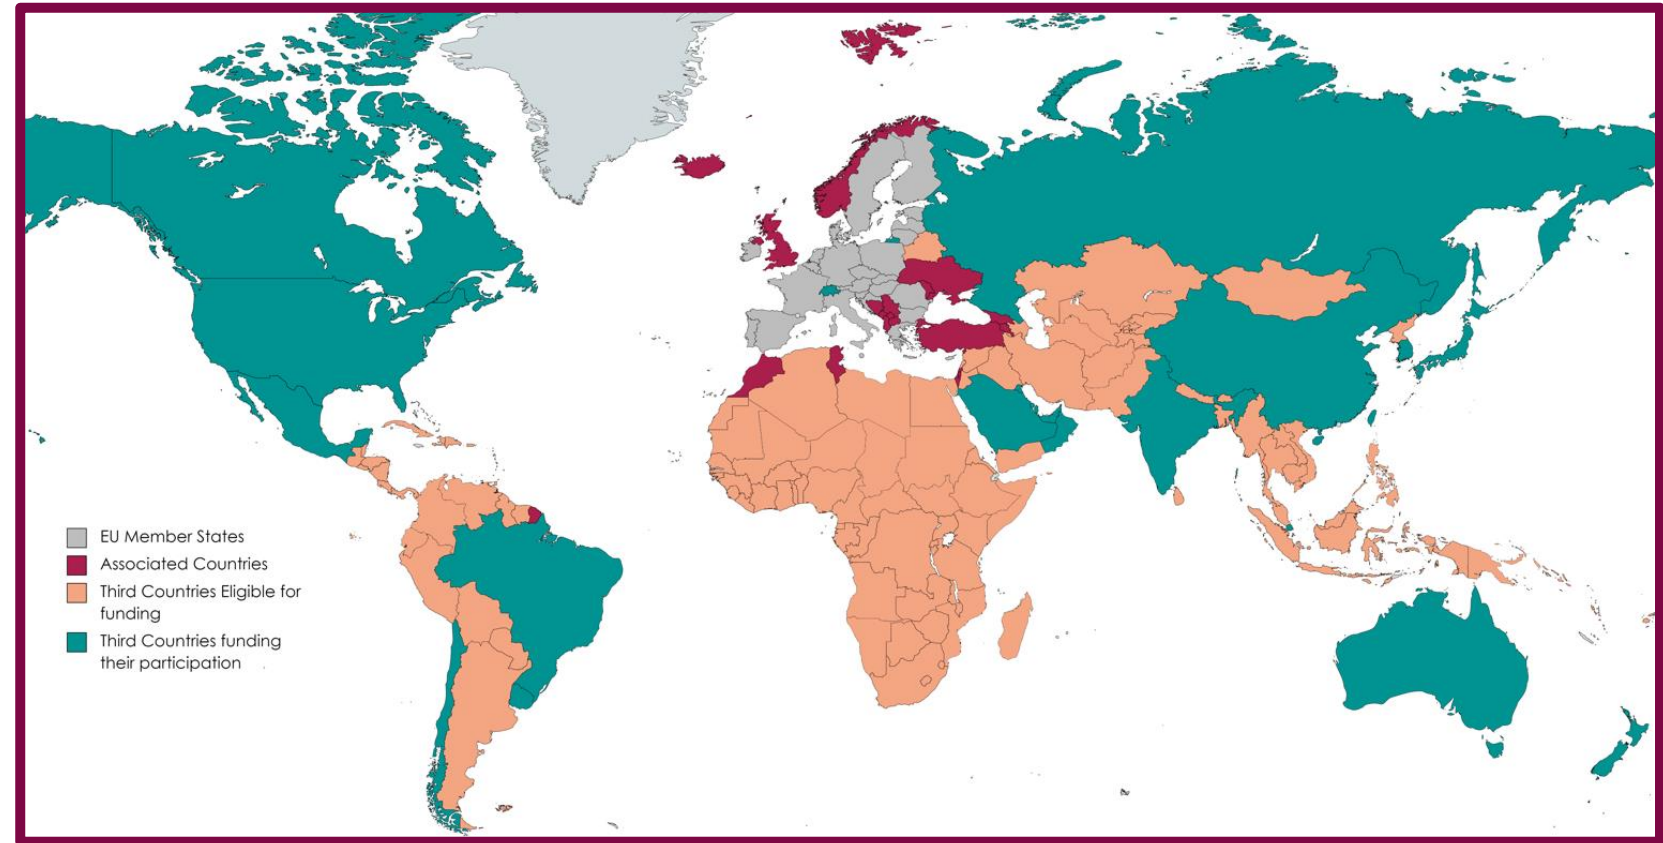 EU Member States
Associated Countries
Third Countries Eligible for
funding
Third Countries funding
their participation